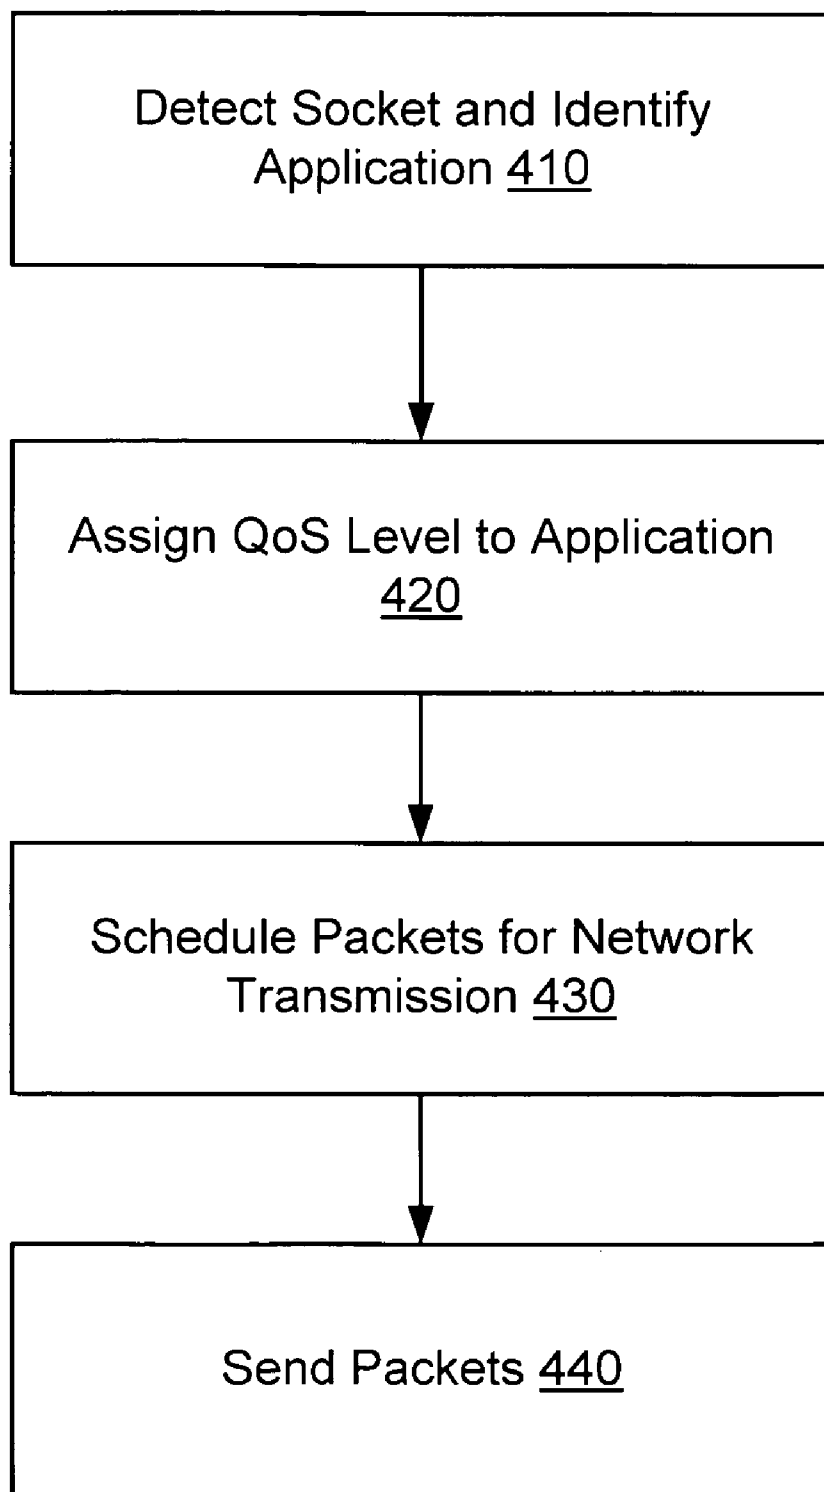 Detect Socket and Identify
Application 410
Assign QoS Level to Application
420
Schedule Packets for Network
Transmission 430
Send Packets 440